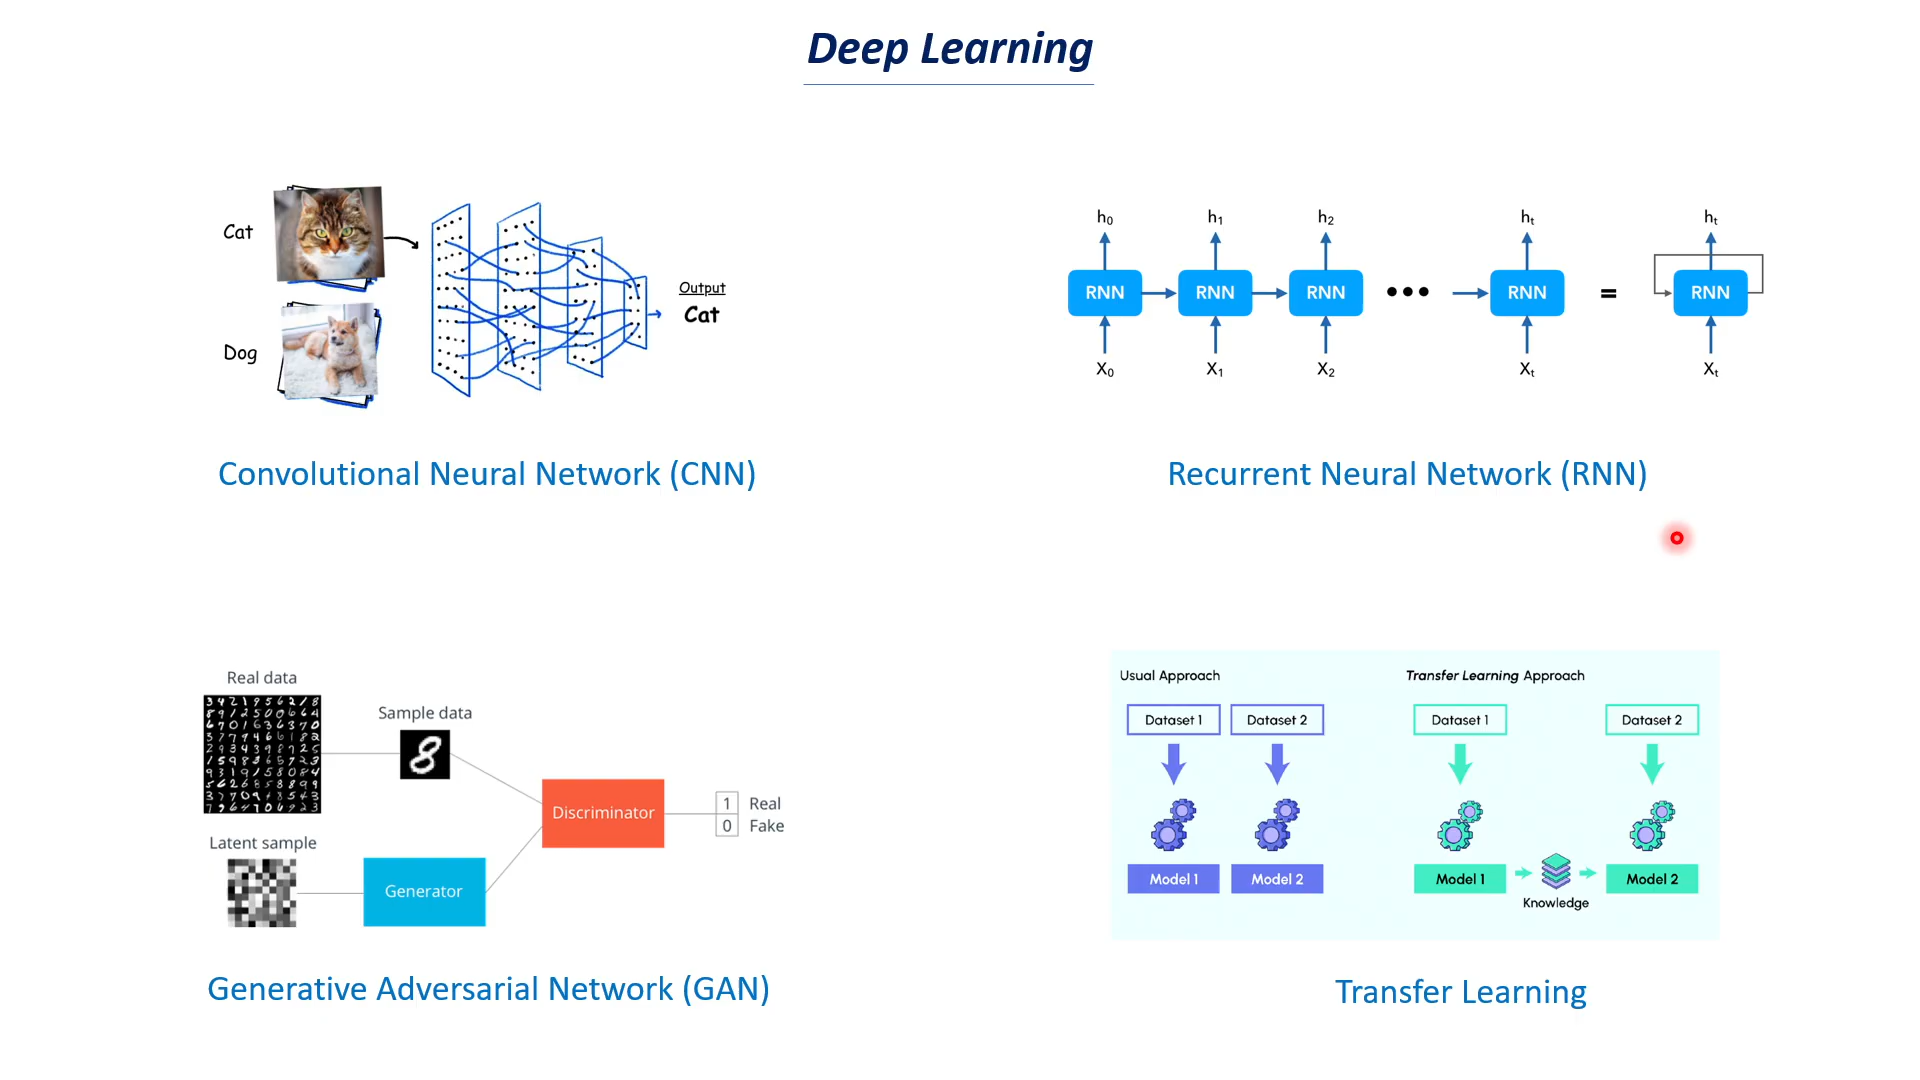 Deep Learning
Cat
Dog
Output
Cat
Convolutional Neural Network (CNN)
h0 h1 h2 ht ht
RNN RNN RNN ••• RNN = RNN
X0 X1 X2 Xt Xt
Recurrent Neural Network (RNN)
Real data
Sample data
8
Latent sample
Generator
Discriminator
1 Real
0 Fake
Generative Adversarial Network (GAN)
Usual Approach
Dataset 1 Dataset 2
Model 1 Model 2
Transfer Learning Approach
Dataset 1 Dataset 2
Model 1 Model 2
Knowledge
Transfer Learning